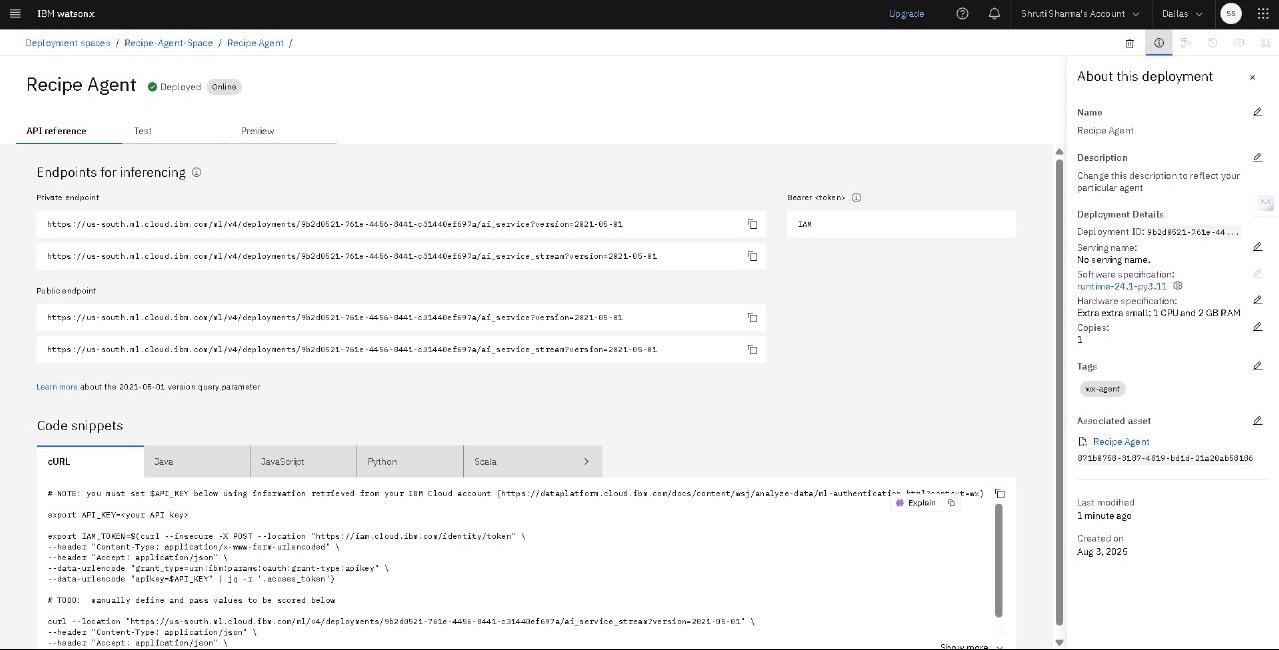 IBM watsonx
Upgrade
Shruti Sharma's Account
Dallas
SS
Deployment spaces / Recipe-Agent-Space / Recipe Agent /
Recipe Agent
Deployed
Online
API reference
Test
Preview
Endpoints for inferencing
Private endpoint
https://us-south.ml.cloud.ibm.com/ml/v4/deployments/9b2d0521-761e-4456-8441-c31440ef697a/ai_service?version=2021-05-01
https://us-south.ml.cloud.ibm.com/ml/v4/deployments/9b2d0521-761e-4456-8441-c31440ef697a/ai_service_stream?version=2021-05-01
Bearer <token>
IAM
Public endpoint
https://us-south.ml.cloud.ibm.com/ml/v4/deployments/9b2d0521-761e-4456-8441-c31440ef697a/ai_service?version=2021-05-01
https://us-south.ml.cloud.ibm.com/ml/v4/deployments/9b2d0521-761e-4456-8441-c31440ef697a/ai_service_stream?version=2021-05-01
Learn more about the 2021-05-01 version query parameter
Code snippets
cURL
Java
JavaScript
Python
Scala
# NOTE: you must set $API_KEY below using information retrieved from your IBM Cloud account (https://dataplatform.cloud.ibm.com/docs/content/wsj/analyze-data/ml-authentication.html?context=wx)
Explain
export API_KEY=<your API key>
export IAM_TOKEN=$(curl --insecure -X POST --location "https://iam.cloud.ibm.com/identity/token" \
--header "Content-Type: application/x-www-form-urlencoded" \
--header "Accept: application/json" \
--data-urlencode "grant_type=urn:ibm:params:oauth:grant-type:apikey" \
--data-urlencode "apikey=$API_KEY" | jq -r '.access_token')
# TODO:  manually define and pass values to be scored below
curl --location "https://us-south.ml.cloud.ibm.com/ml/v4/deployments/9b2d0521-761e-4456-8441-c31440ef697a/ai_service_stream?version=2021-05-01" \
--header "Content-Type: application/json" \
--header "Accept: application/json" \
Show more
About this deployment
Name
Recipe Agent
Description
Change this description to reflect your
particular agent
Deployment Details
Deployment ID: 9b2d0521-761e-44...
Serving name:
No serving name.
Software specification:
runtime-24.1-py3.11
Hardware specification:
Extra extra small: 1 CPU and 2 GB RAM
Copies:
1
Tags
wx-agent
Associated asset
Recipe Agent
Last modified
1 minute ago
Created on
Aug 3, 2025